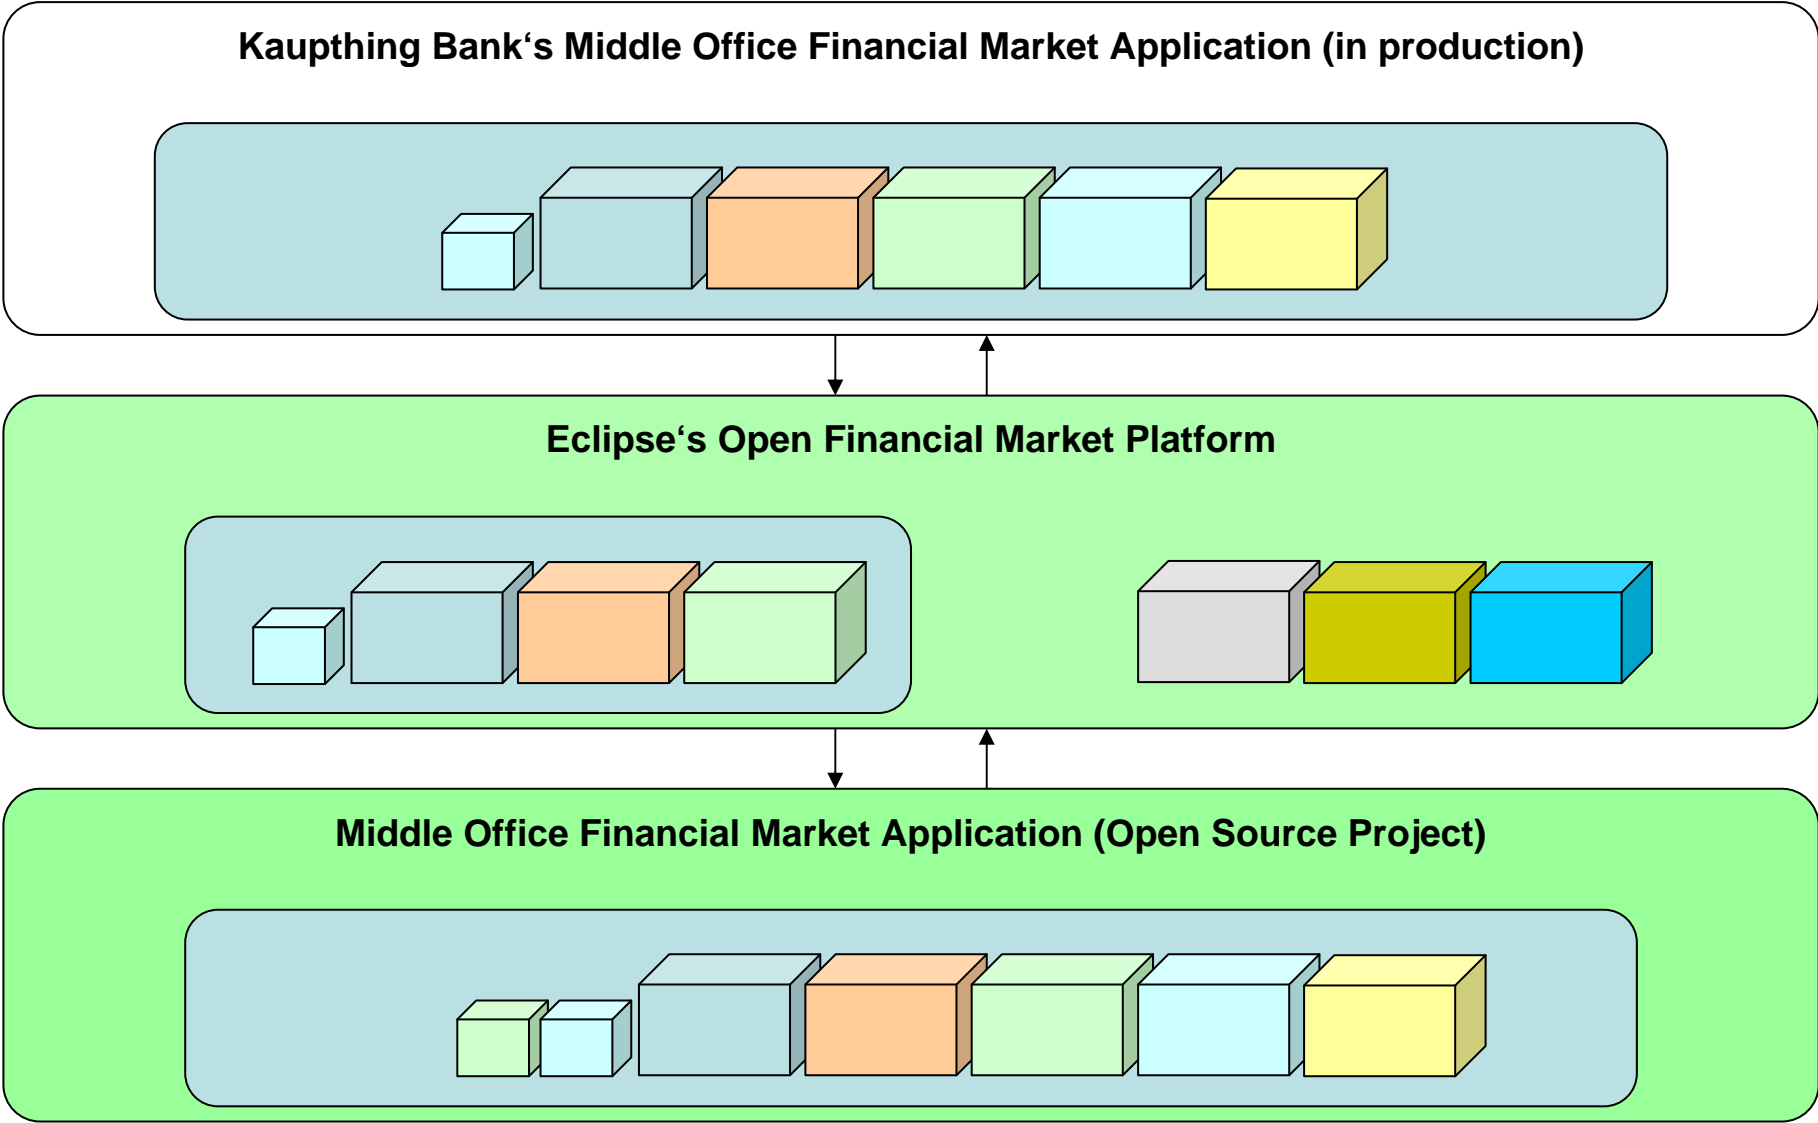 Kaupthing Bank‘s Middle Office Financial Market Application (in production)
Eclipse‘s Open Financial Market Platform
Middle Office Financial Market Application (Open Source Project)